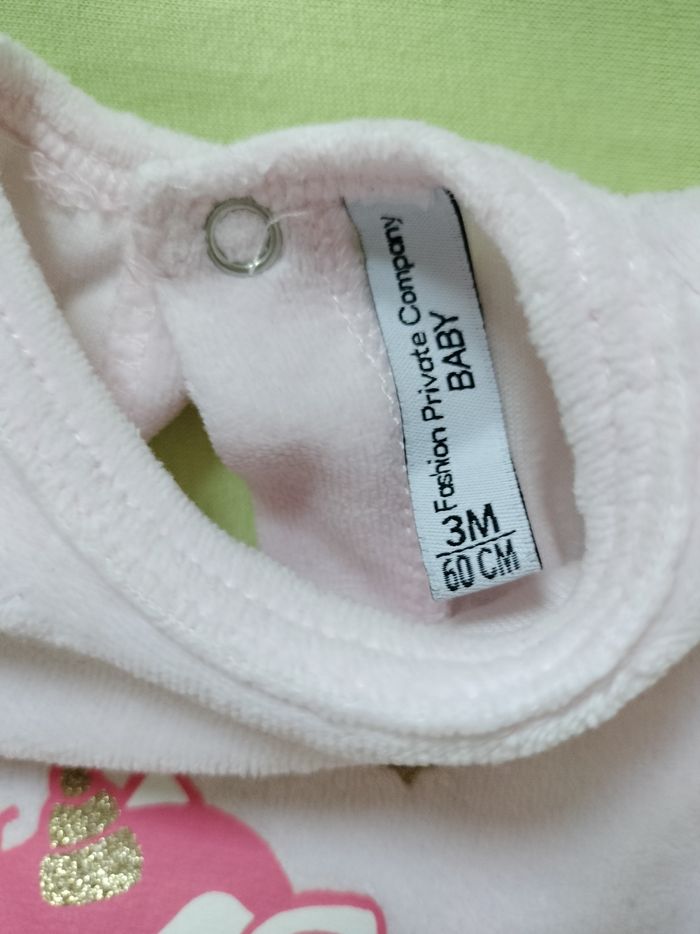 Fashion Private Company
BABY
3M
60 CM